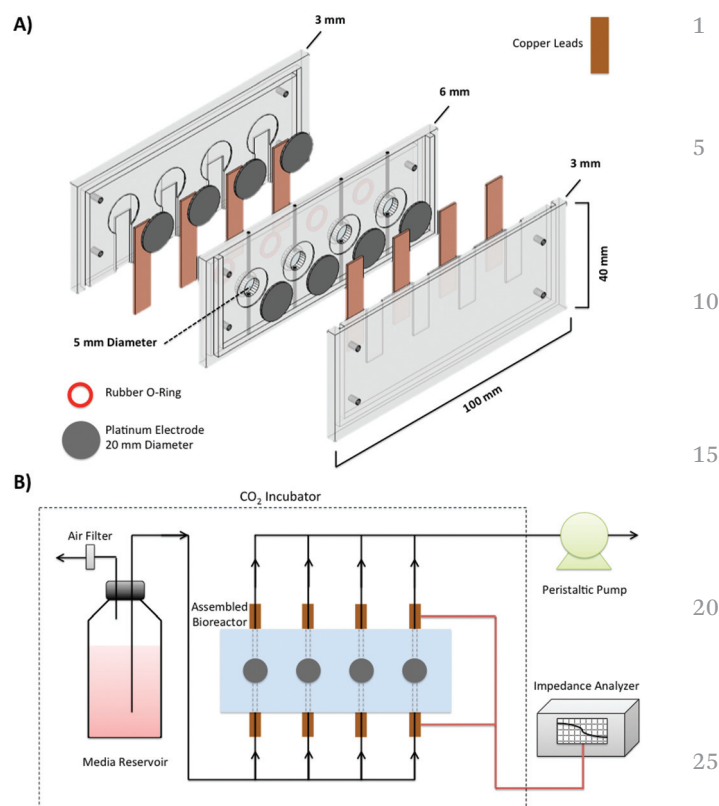 A)
3 mm
Copper Leads
6 mm
3 mm
40 mm
5 mm Diameter
100 mm
Rubber O-Ring
Platinum Electrode
20 mm Diameter
B)
CO₂ Incubator
Air Filter
Assembled
Bioreactor
Peristaltic Pump
Impedance Analyzer
Media Reservoir
1
5
10
15
20
25